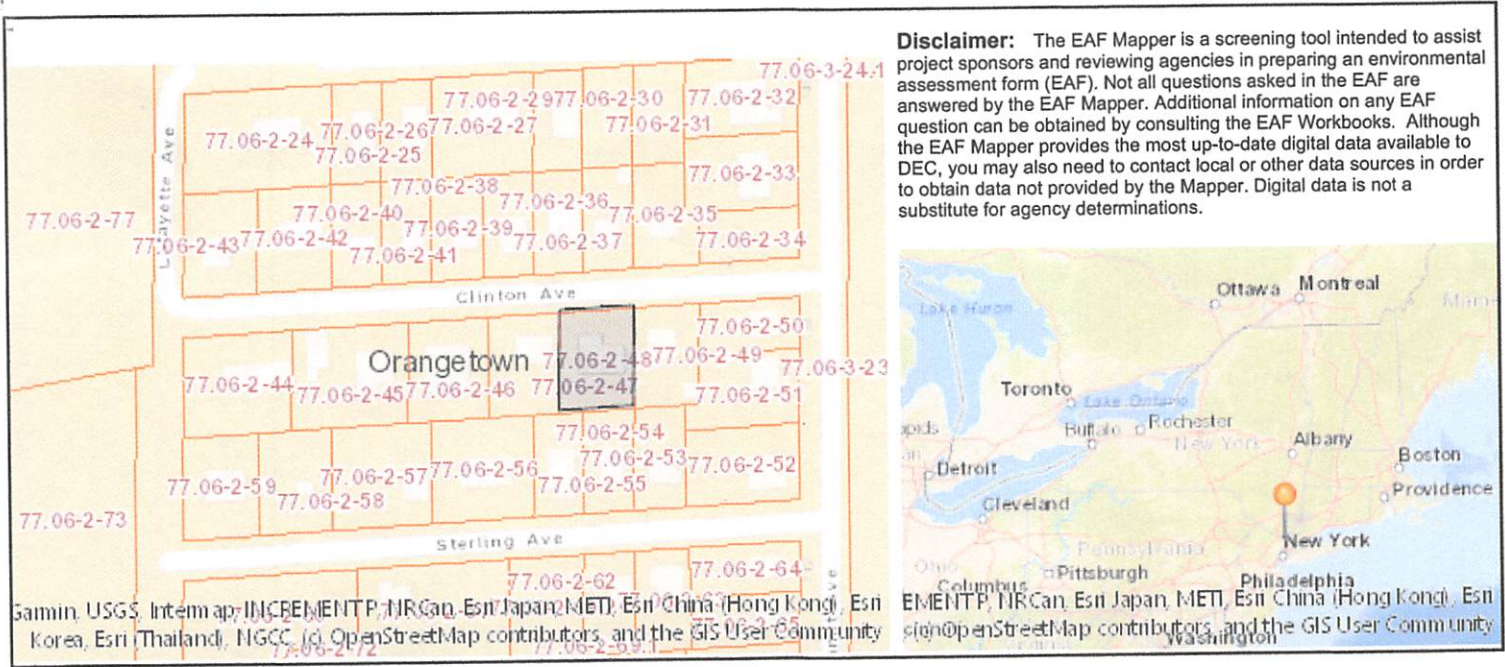 Disclaimer: The EAF Mapper is a screening tool intended to assist
project sponsors and reviewing agencies in preparing an environmental
assessment form (EAF). Not all questions asked in the EAF are
answered by the EAF Mapper. Additional information on any EAF
question can be obtained by consulting the EAF Workbooks. Although
the EAF Mapper provides the most up-to-date digital data available to
DEC, you may also need to contact local or other data sources in order
to obtain data not provided by the Mapper. Digital data is not a
substitute for agency determinations.
77.06-3-24.1
77.06-2-29
77.06-2-30
77.06-2-32
77.06-2-24
77.06-2-26
77.06-2-27
77.06-2-31
77.06-2-25
77.06-2-33
77.06-2-38
77.06-2-36
77.06-2-77
77.06-2-40
77.06-2-39
77.06-2-35
77.06-2-43
77.06-2-42
77.06-2-41
77.06-2-37
77.06-2-34
Ave
Clinton Ave
77.06-2-50
Orangetown
77.06-2-48
77.06-2-49
77.06-3-23
77.06-2-44
77.06-2-45
77.06-2-46
77.06-2-47
77.06-2-51
77.06-2-54
77.06-2-59
77.06-2-57
77.06-2-56
77.06-2-53
77.06-2-52
77.06-2-58
77.06-2-55
77.06-2-73
Sterling Ave
77.06-2-62
77.06-2-64
Garmin, USGS, Intermap, INCREMENT P, NRCan, Esri Japan, METI, Esri China (Hong Kong), Esri
Korea, Esri (Thailand), NGCC, (c) OpenStreetMap contributors, and the GIS User Community
77.06-2-69.1
Ottawa
Montreal
Lake Huron
Toronto
Lake Ontario
Buffalo
Rochester
New York
Albany
Boston
Detroit
Providence
Cleveland
New York
Pennsylvania
Pittsburgh
Ohio
Columbus
Philadelphia
EMENT P, NRCan, Esri Japan, METI, Esri China (Hong Kong), Esri
OpenStreetMap contributors, and the GIS User Community
Washington